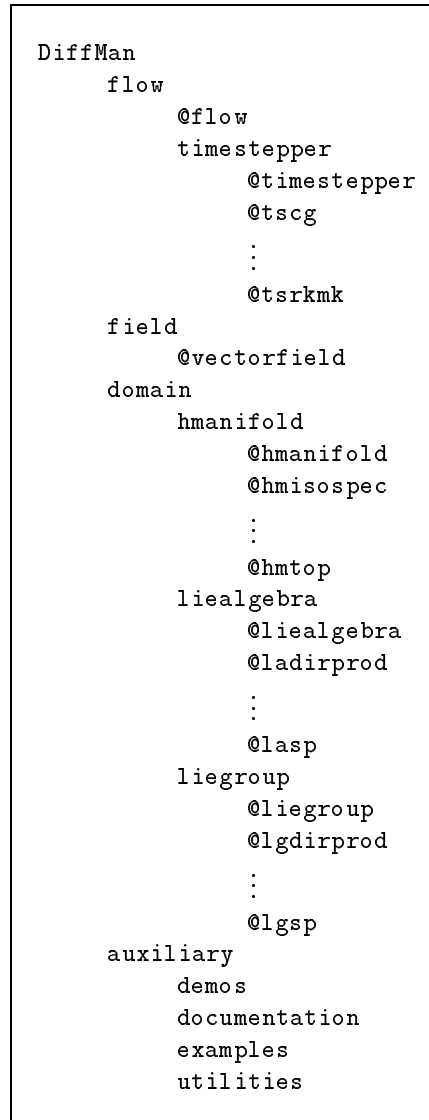 DiffMan
flow
@flow
timestepper
@timestepper
@tscg
⋮
@tsrkmk
field
@vectorfield
domain
hmanifold
@hmanifold
@hmisospec
⋮
@hmtop
liealgebra
@liealgebra
@ladirprod
⋮
@lasp
liegroup
@liegroup
@lgdirprod
⋮
@lgsp
auxiliary
demos
documentation
examples
utilities